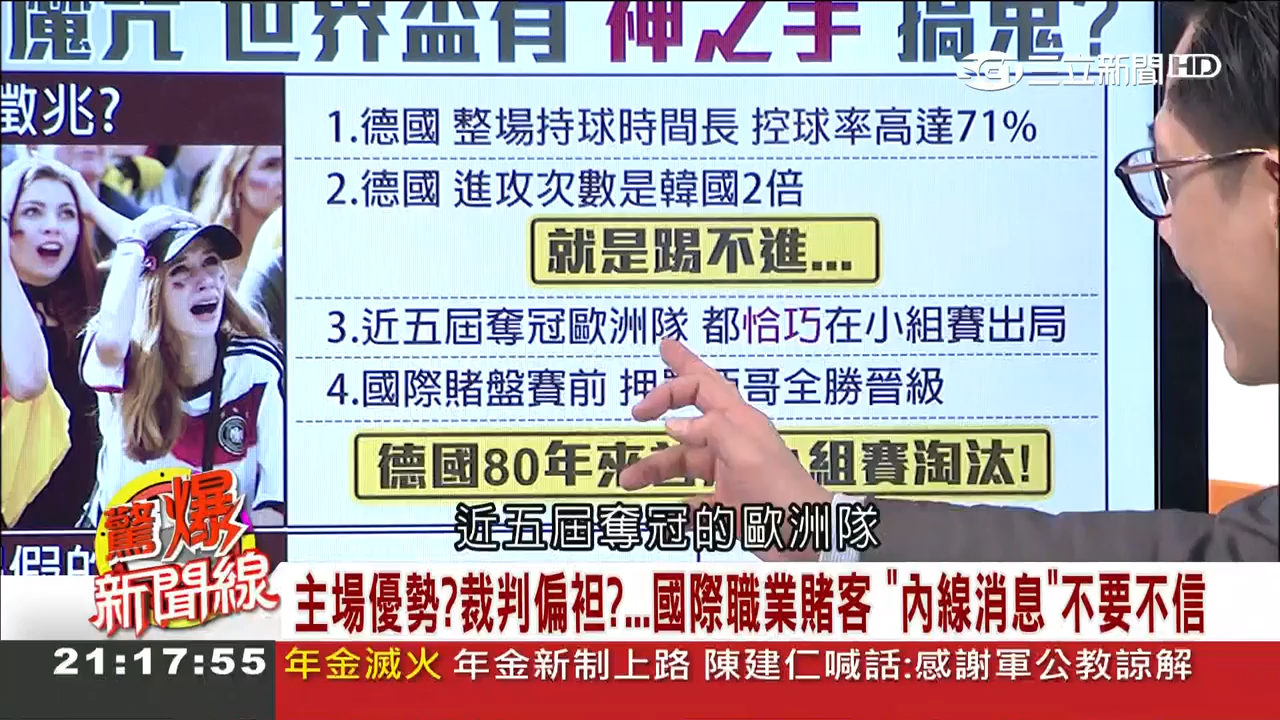 魔咒 世界盃有 神之手 搞鬼?
SET 三立新聞 HD
徵兆?
1.德國 整場持球時間長 控球率高達71%
2.德國 進攻次數是韓國2倍
就是踢不進...
3.近五屆奪冠歐洲隊 都恰巧在小組賽出局
4.國際賭盤賽前 押 哥全勝晉級
德國80年來 組賽淘汰!
近五屆奪冠的歐洲隊
驚爆
新聞線
主場優勢?裁判偏袒?...國際職業賭客 "內線消息"不要不信
21:17:55
年金滅火 年金新制上路 陳建仁喊話:感謝軍公教諒解